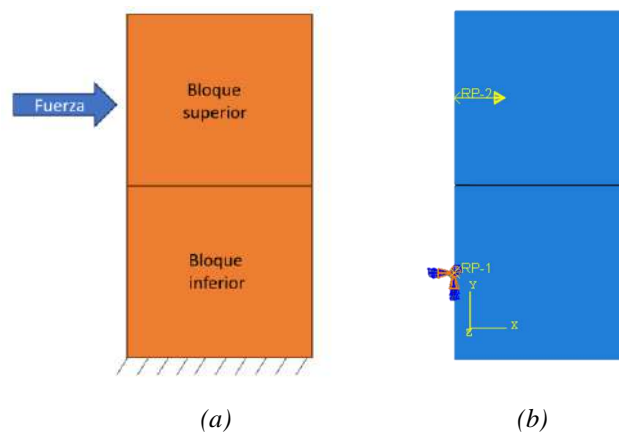 Fuerza
Bloque
superior
Bloque
inferior
RP-2
RP-1
Y
Z
X
(a)
(b)